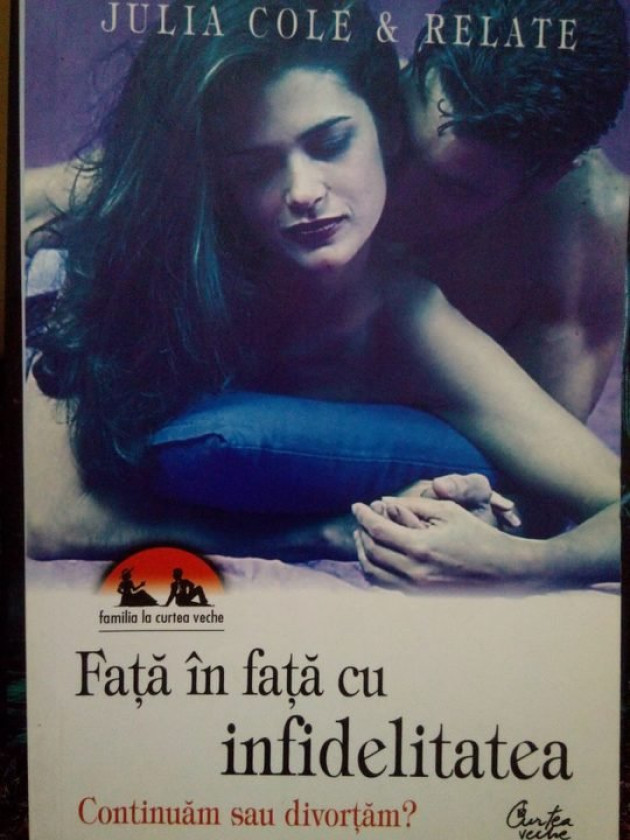 JULIA COLE & RELATE
familia la curtea veche
Față în față cu
infidelitatea
Continuăm sau divorțăm?
Curtea
veche